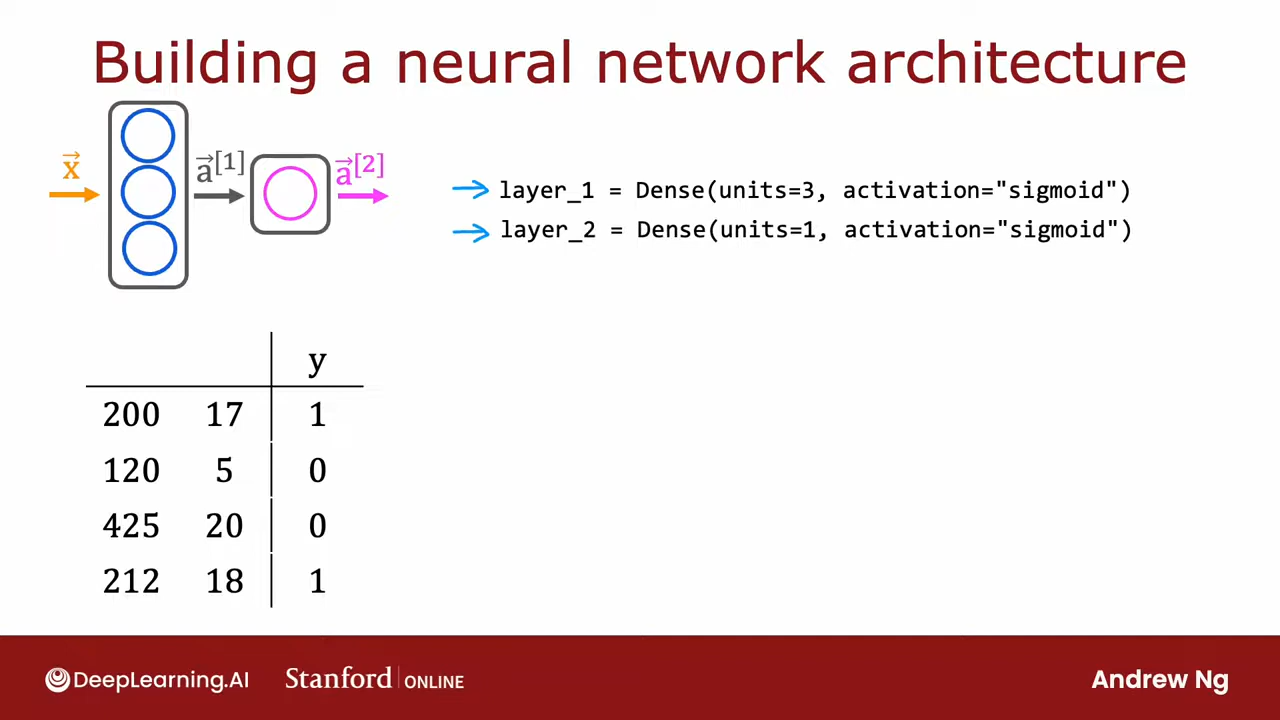 Building a neural network architecture
x⃗ a⃗[1] a⃗[2]
layer_1 = Dense(units=3, activation="sigmoid")
layer_2 = Dense(units=1, activation="sigmoid")
y
200 17 1
120 5 0
425 20 0
212 18 1
DeepLearning.AI Stanford ONLINE Andrew Ng